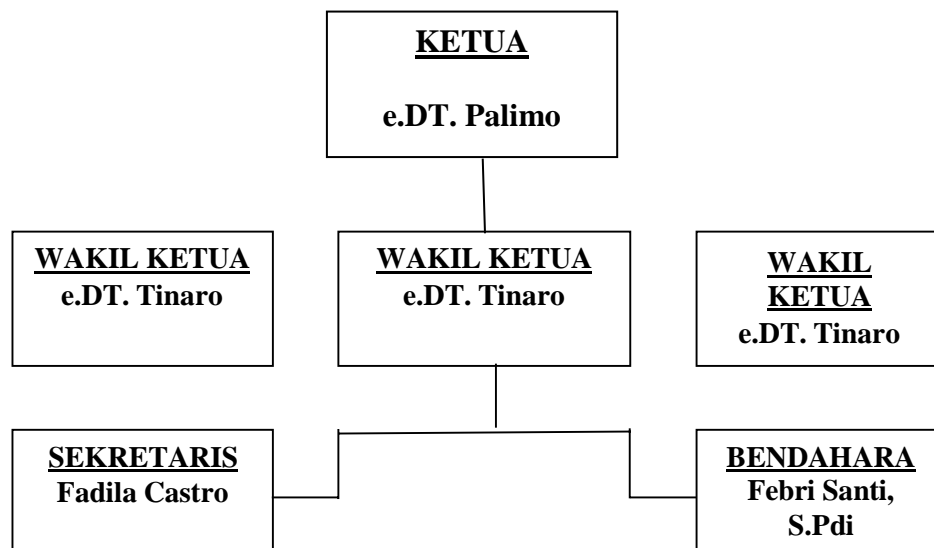 KETUA
e.DT. Palimo
WAKIL KETUA
e.DT. Tinaro
WAKIL KETUA
e.DT. Tinaro
WAKIL
KETUA
e.DT. Tinaro
SEKRETARIS
Fadila Castro
BENDAHARA
Febri Santi,
S.Pdi